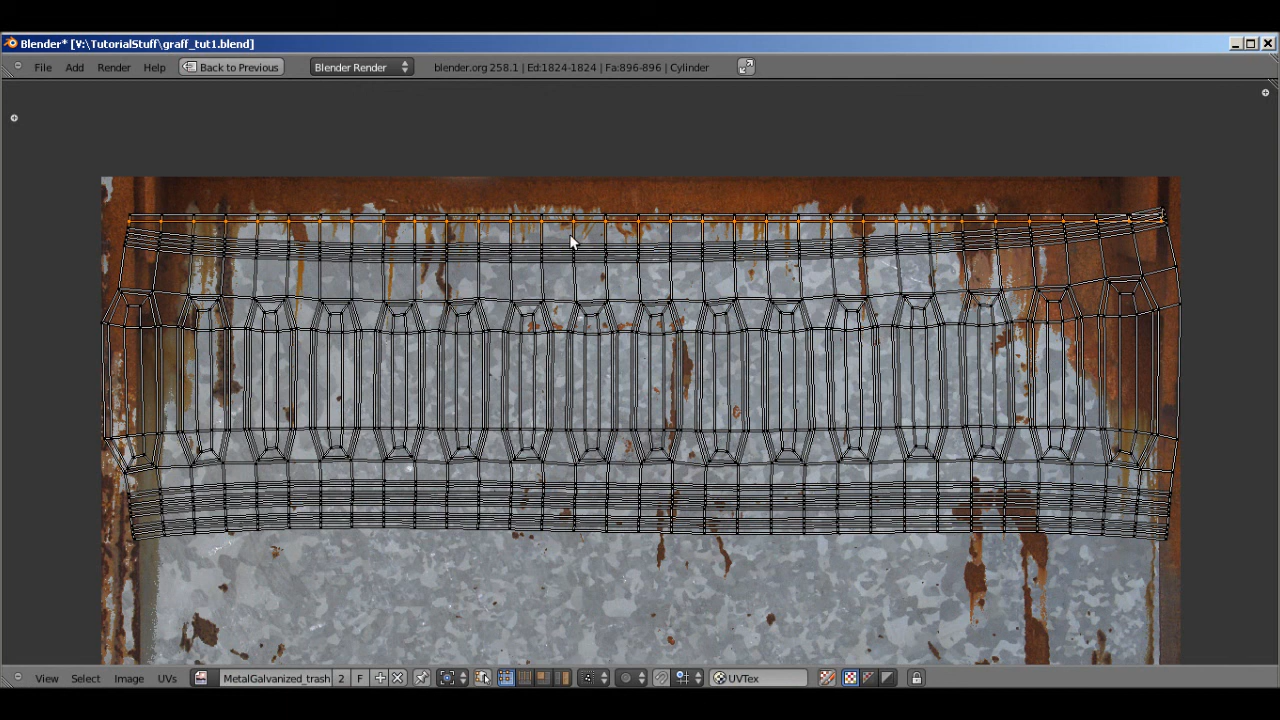 Blender* [V:\TutorialStuff\graff_tut1.blend]
File Add Render Help Back to Previous Blender Render blender.org 258.1 | Ed:1824-1824 | Fa:896-896 | Cylinder
View Select Image UVs MetalGalvanized_trash 2 F UVTex